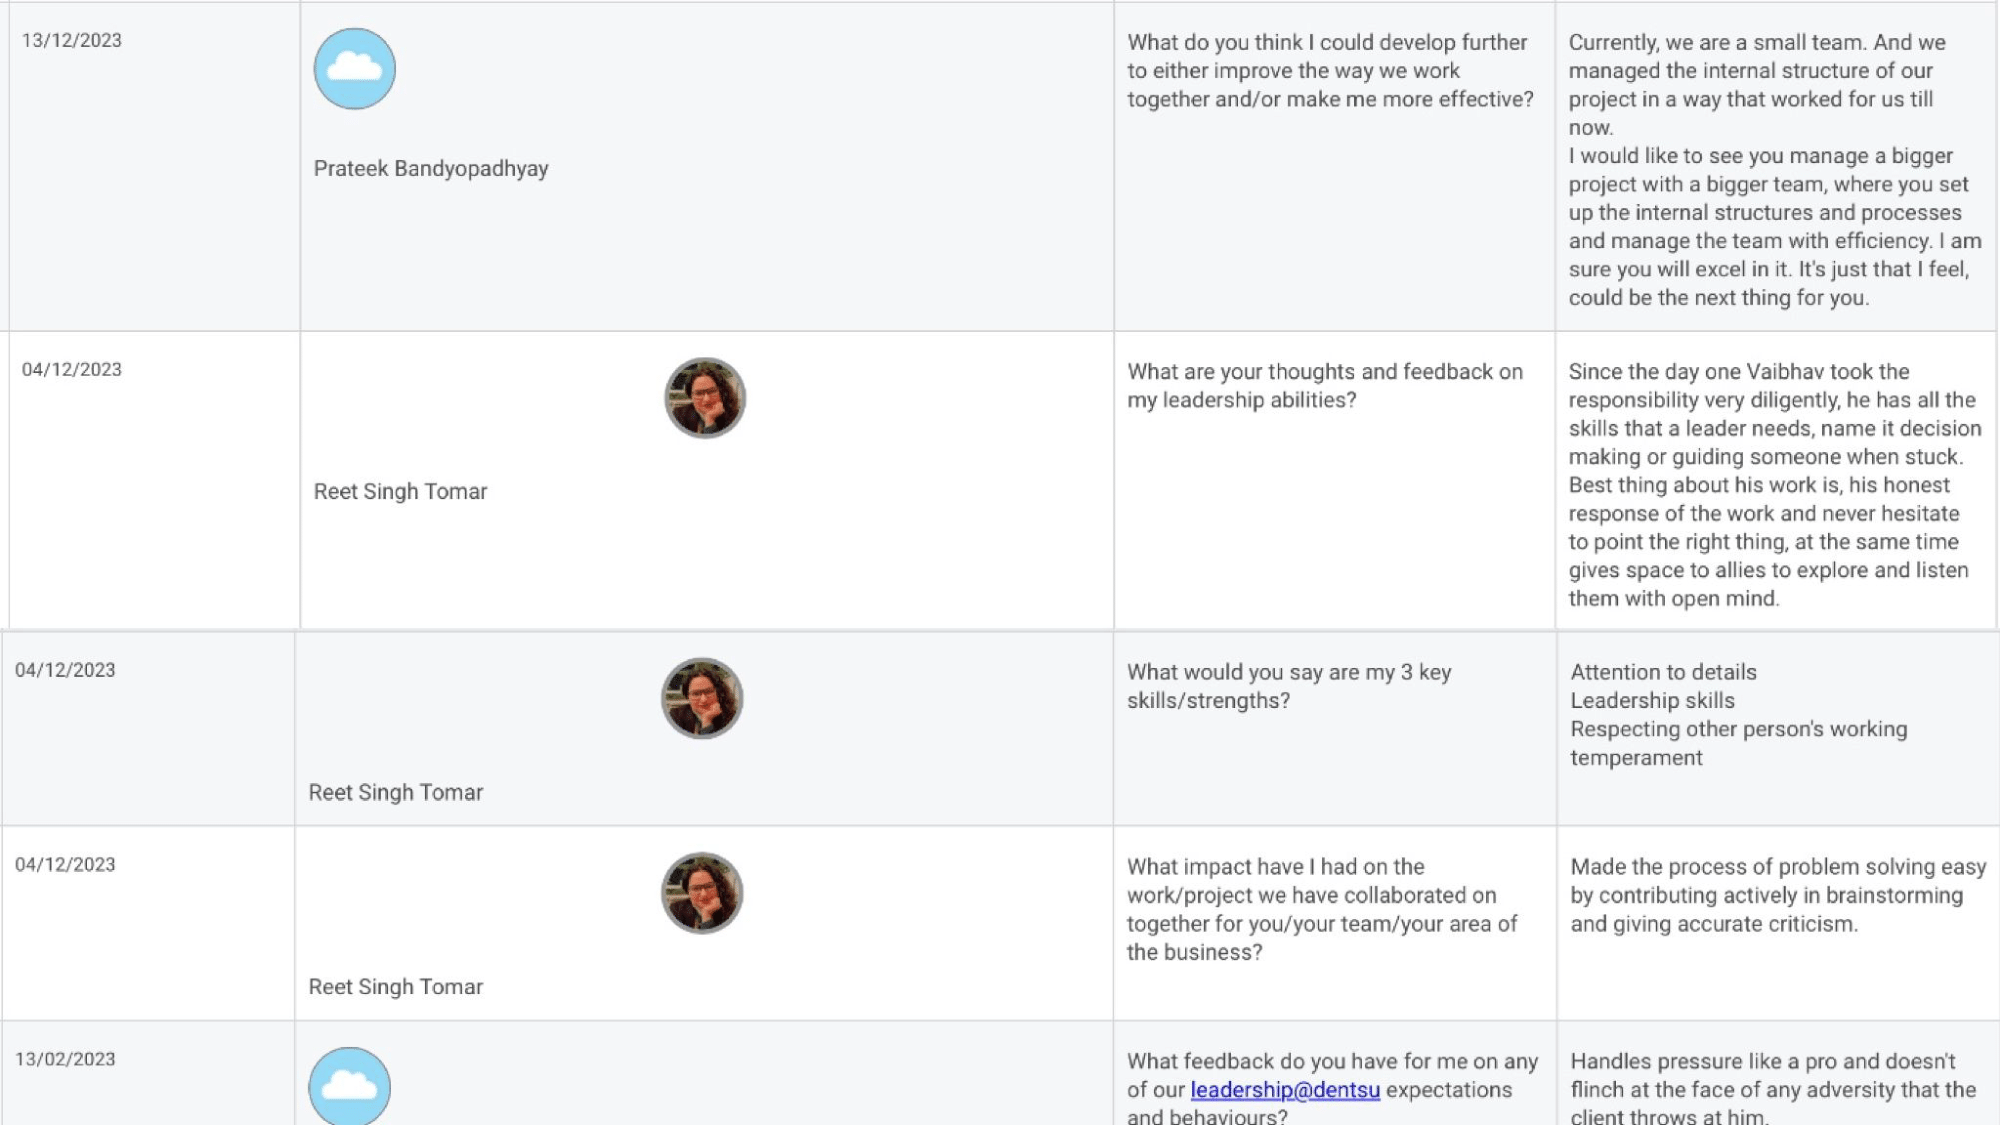 13/12/2023
Prateek Bandyopadhyay
What do you think I could develop further
to either improve the way we work
together and/or make me more effective?
Currently, we are a small team. And we
managed the internal structure of our
project in a way that worked for us till
now.
I would like to see you manage a bigger
project with a bigger team, where you set
up the internal structures and processes
and manage the team with efficiency. I am
sure you will excel in it. It's just that I feel,
could be the next thing for you.
04/12/2023
Reet Singh Tomar
What are your thoughts and feedback on
my leadership abilities?
Since the day one Vaibhav took the
responsibility very diligently, he has all the
skills that a leader needs, name it decision
making or guiding someone when stuck.
Best thing about his work is, his honest
response of the work and never hesitate
to point the right thing, at the same time
gives space to allies to explore and listen
them with open mind.
04/12/2023
Reet Singh Tomar
What would you say are my 3 key
skills/strengths?
Attention to details
Leadership skills
Respecting other person's working
temperament
04/12/2023
Reet Singh Tomar
What impact have I had on the
work/project we have collaborated on
together for you/your team/your area of
the business?
Made the process of problem solving easy
by contributing actively in brainstorming
and giving accurate criticism.
13/02/2023
What feedback do you have for me on any
of our leadership@dentsu expectations
and behaviours?
Handles pressure like a pro and doesn't
flinch at the face of any adversity that the
client throws at him.